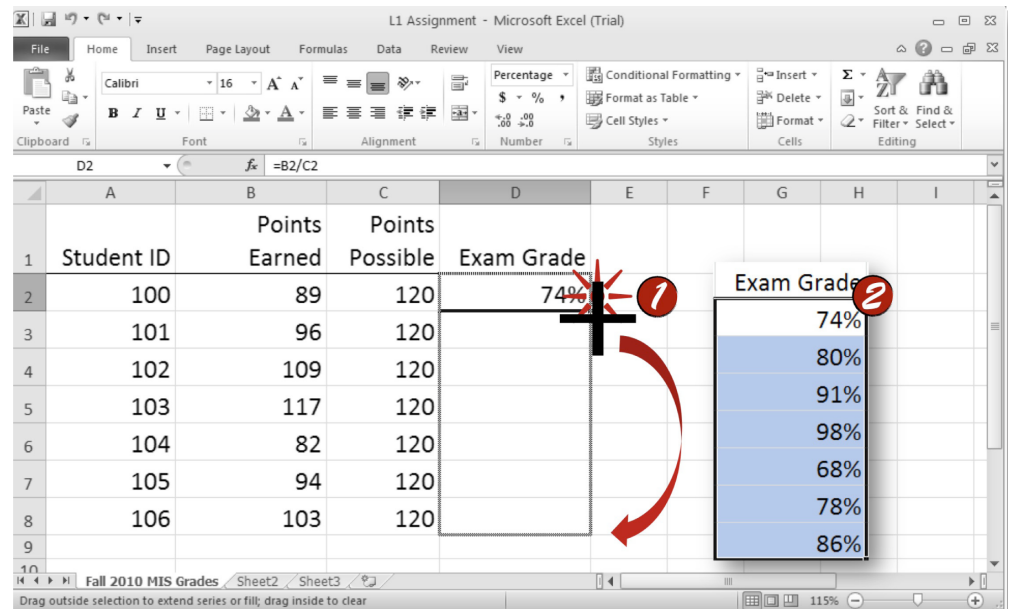 L1 Assignment - Microsoft Excel (Trial)
File Home Insert Page Layout Formulas Data Review View
Paste
Calibri 16 A A
B I U A
Percentage
$ % ,
.0 .00 .00 .0
Conditional Formatting
Format as Table
Cell Styles
Insert
Delete
Format
Σ
Sort & Filter
Find & Select
Clipboard Font Alignment Number Styles Cells Editing
D2 fx =B2/C2
A B C D E F G H I
1 Student ID Points Earned Points Possible Exam Grade
2 100 89 120 74%
3 101 96 120
4 102 109 120
5 103 117 120
6 104 82 120
7 105 94 120
8 106 103 120
9
10
1
2
Exam Grade
74%
80%
91%
98%
68%
78%
86%
Fall 2010 MIS Grades Sheet2 Sheet3
Drag outside selection to extend series or fill; drag inside to clear 115%